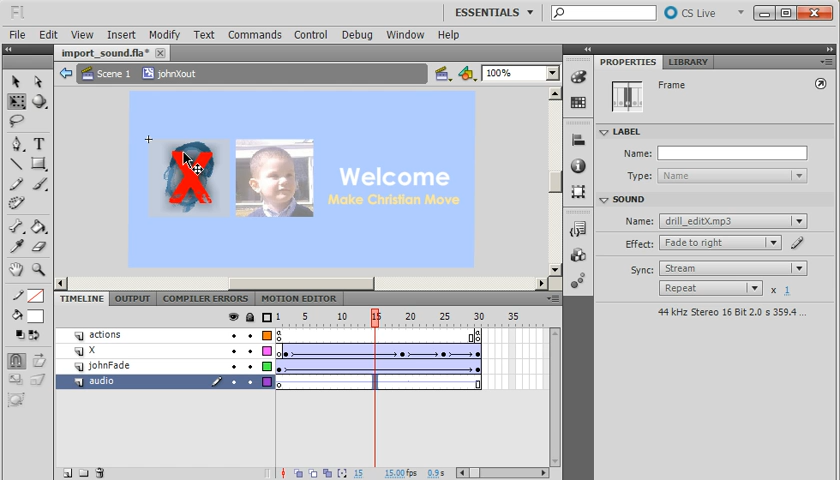 Fl
ESSENTIALS
CS Live
File Edit View Insert Modify Text Commands Control Debug Window Help
import_sound.fla*
Scene 1 johnXout 100%
X
Welcome
Make Christian Move
PROPERTIES LIBRARY
Frame
LABEL
Name:
Type: Name
SOUND
Name: drill_editX.mp3
Effect: Fade to right
Sync: Stream
Repeat x 1
44 kHz Stereo 16 Bit 2.0 s 359.4 ...
TIMELINE OUTPUT COMPILER ERRORS MOTION EDITOR
1 5 10 15 20 25 30 35
actions
X
johnFade
audio
15 15.00 fps 0.9 s